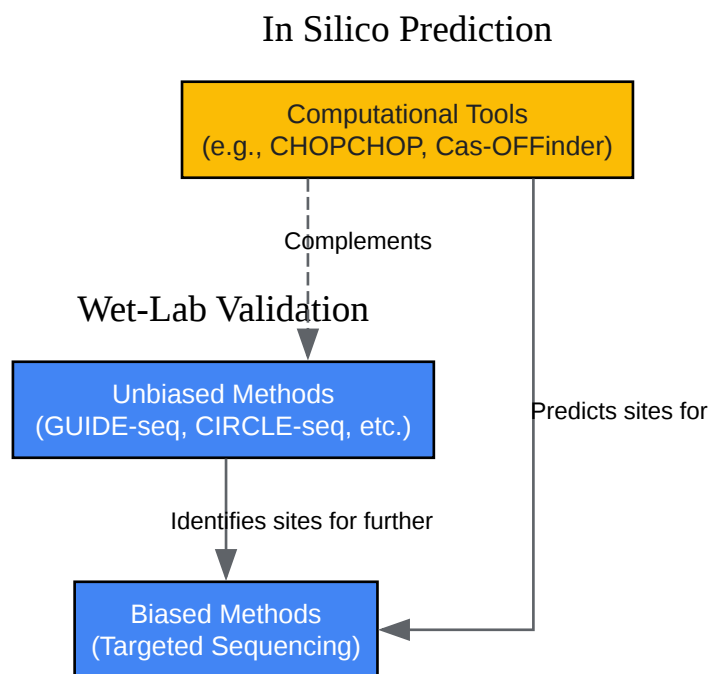 In Silico Prediction
Computational Tools
(e.g., CHOPCHOP, Cas-OFFinder)
Complements
Wet-Lab Validation
Unbiased Methods
(GUIDE-seq, CIRCLE-seq, etc.)
Predicts sites for
Identifies sites for further
Biased Methods
(Targeted Sequencing)